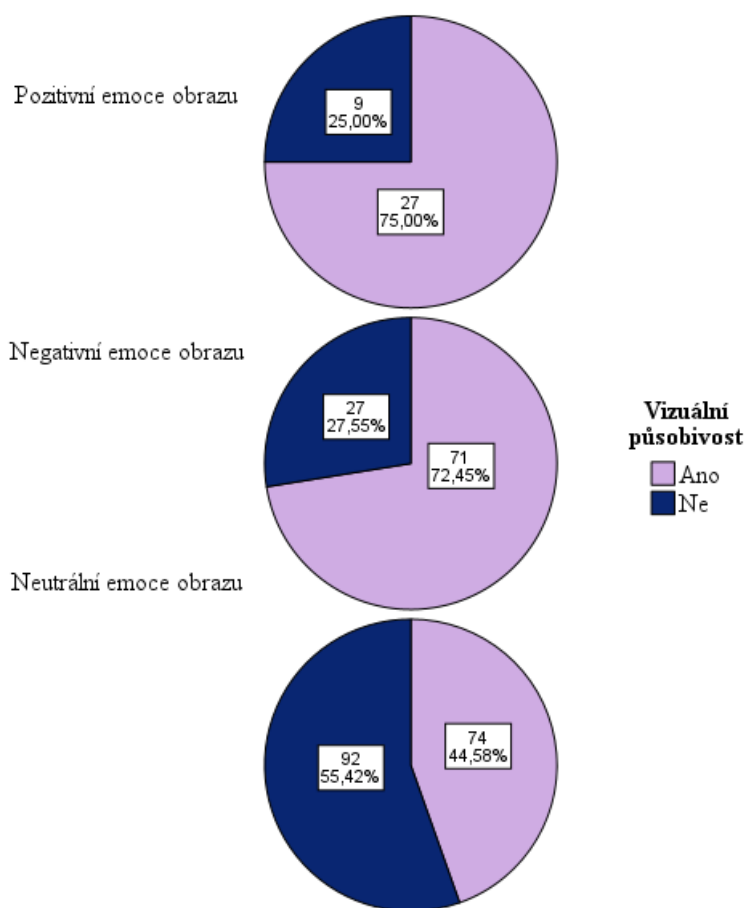 Pozitivní emoce obrazu
9
25,00%
27
75,00%
Negativní emoce obrazu
27
27,55%
71
72,45%
Vizuální
působivost
Ano
Ne
Neutrální emoce obrazu
92
55,42%
74
44,58%